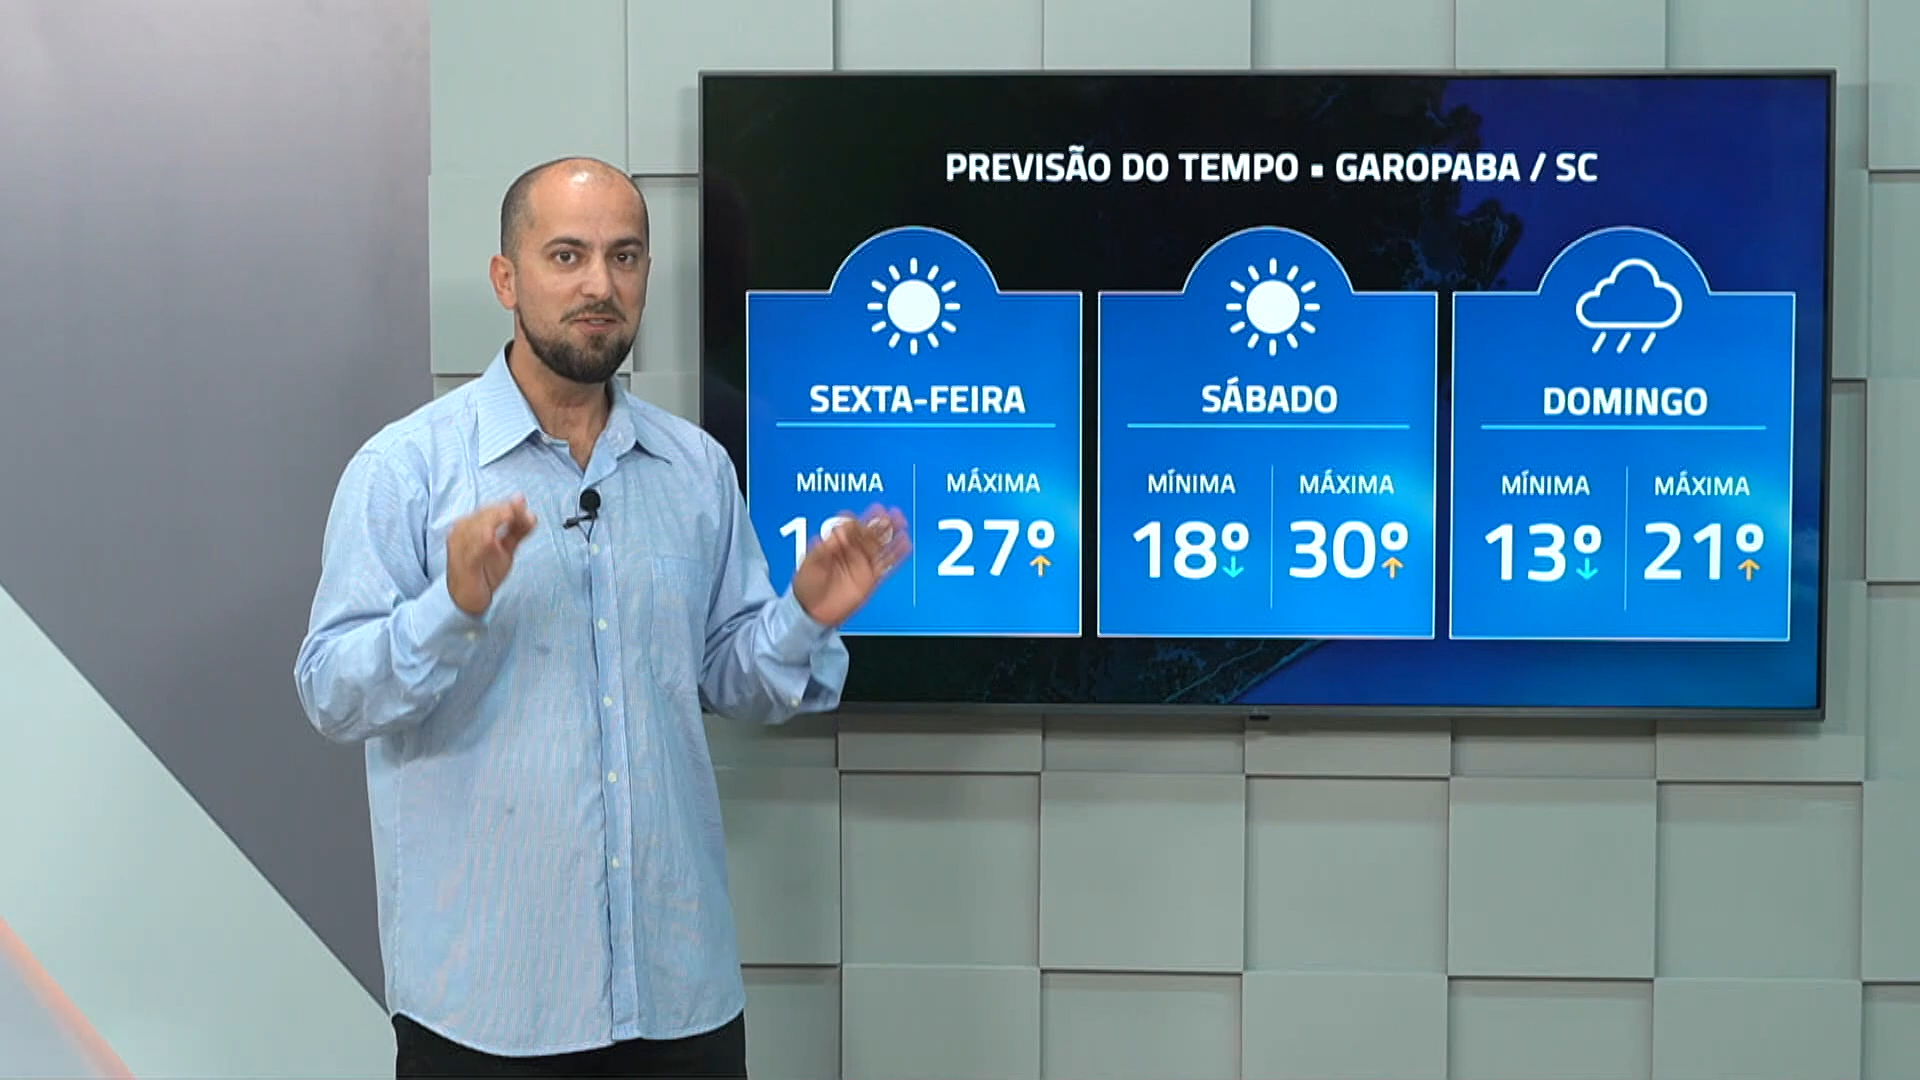 PREVISÃO DO TEMPO ▪ GAROPABA / SC
SEXTA-FEIRA
MÍNIMA MÁXIMA
27º↑
SÁBADO
MÍNIMA MÁXIMA
18º↓ 30º↑
DOMINGO
MÍNIMA MÁXIMA
13º↓ 21º↑